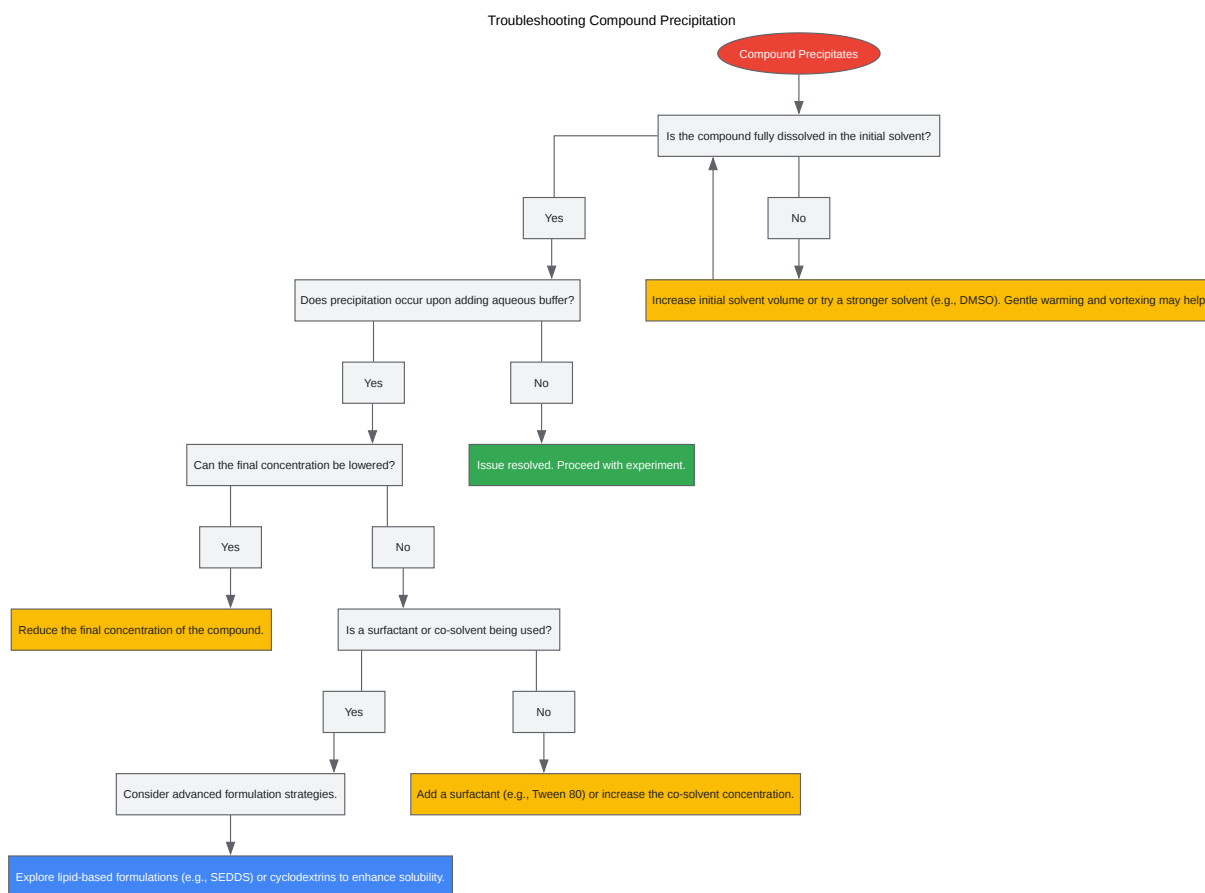 Troubleshooting Compound Precipitation
Compound Precipitates
Is the compound fully dissolved in the initial solvent?
Yes
No
Does precipitation occur upon adding aqueous buffer?
Increase initial solvent volume or try a stronger solvent (e.g., DMSO). Gentle warming and vortexing may help
Yes
No
Can the final concentration be lowered?
Issue resolved. Proceed with experiment.
Yes
No
Reduce the final concentration of the compound.
Is a surfactant or co-solvent being used?
Yes
No
Consider advanced formulation strategies.
Add a surfactant (e.g., Tween 80) or increase the co-solvent concentration.
Explore lipid-based formulations (e.g., SEDDS) or cyclodextrins to enhance solubility.